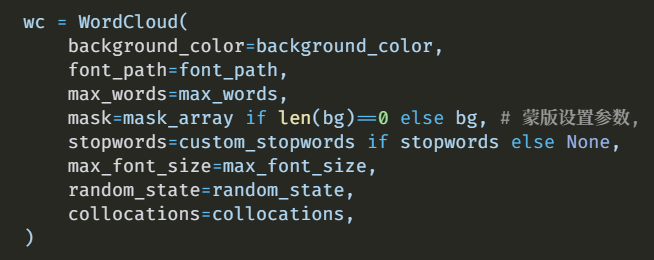 wc = WordCloud(
    background_color=background_color,
    font_path=font_path,
    max_words=max_words,
    mask=mask_array if len(bg)==0 else bg, # 蒙版设置参数,
    stopwords=custom_stopwords if stopwords else None,
    max_font_size=max_font_size,
    random_state=random_state,
    collocations=collocations,
)